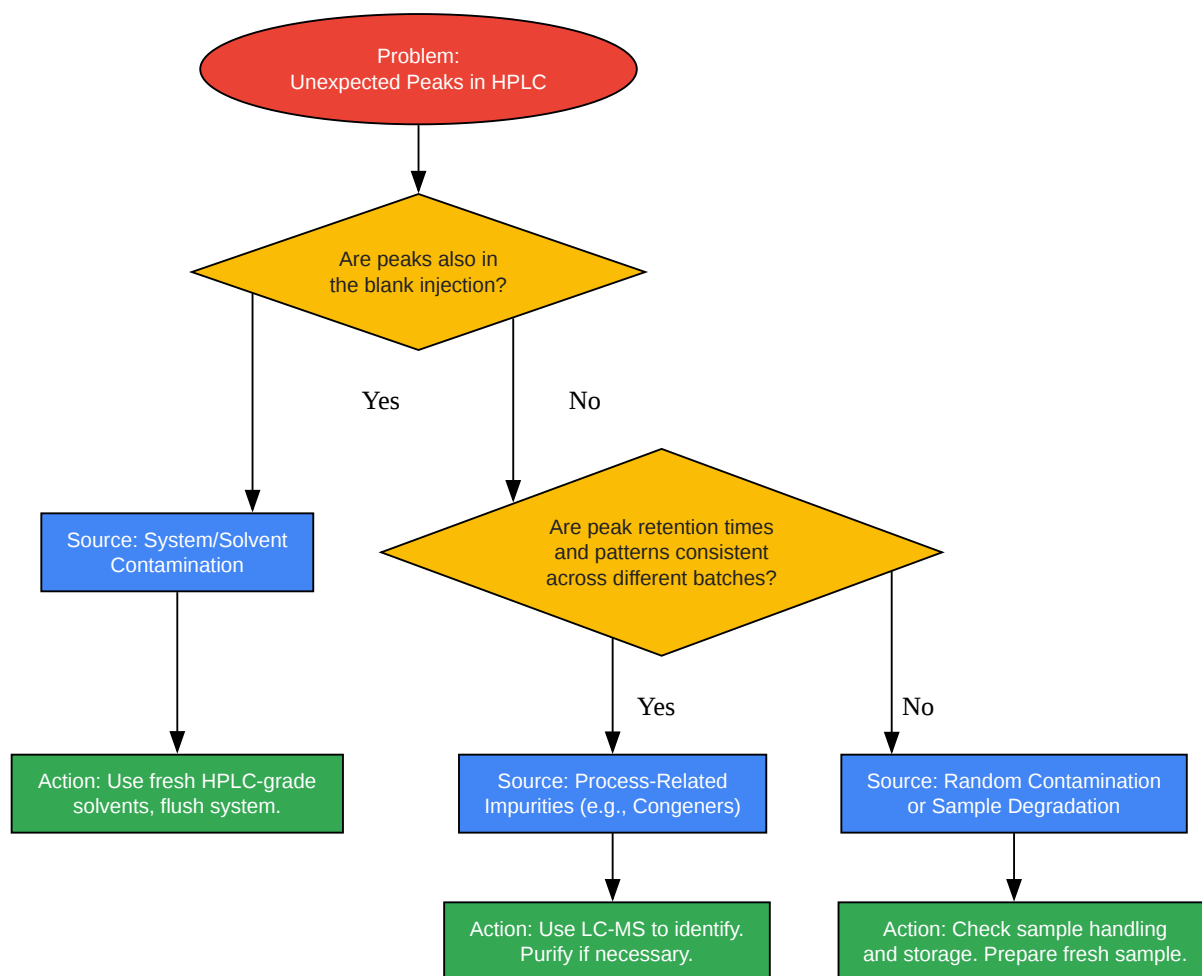 Problem:
Unexpected Peaks in HPLC
Are peaks also in
the blank injection?
Yes
No
Source: System/Solvent
Contamination
Are peak retention times
and patterns consistent
across different batches?
Yes
No
Action: Use fresh HPLC-grade
solvents, flush system.
Source: Process-Related
Impurities (e.g., Congeners)
Source: Random Contamination
or Sample Degradation
Action: Use LC-MS to identify.
Purify if necessary.
Action: Check sample handling
and storage. Prepare fresh sample.